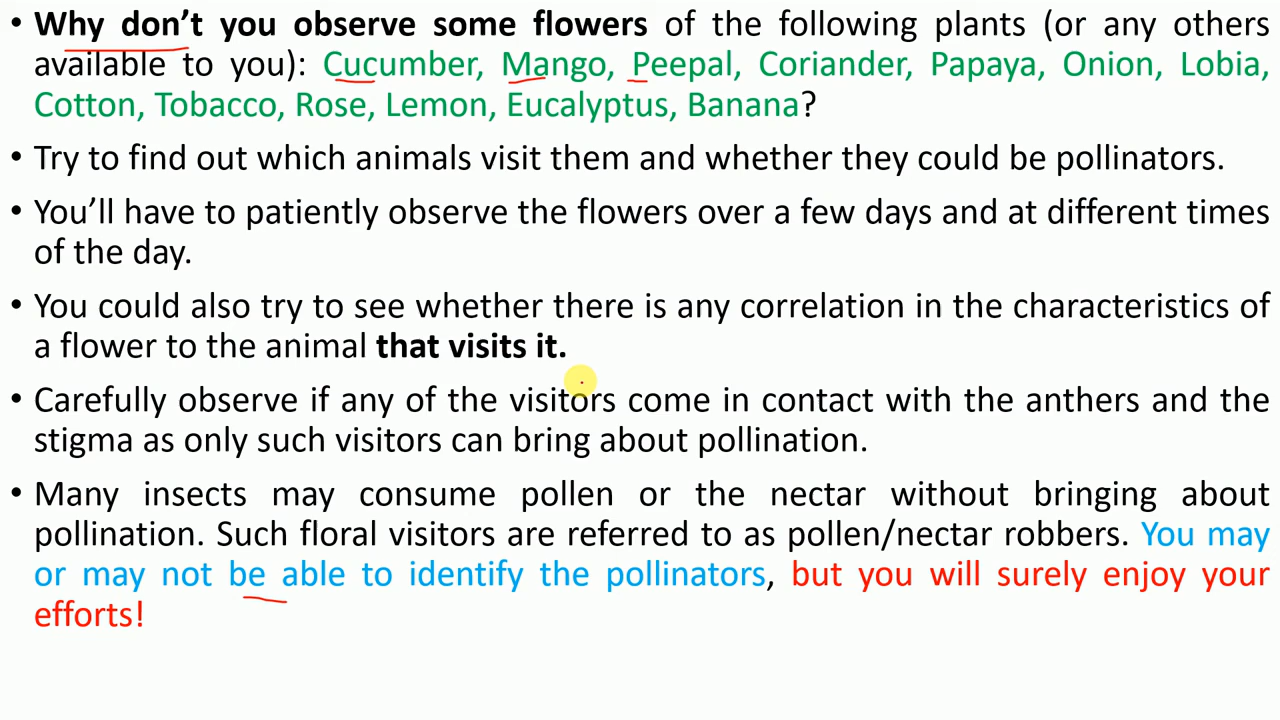 • Why don’t you observe some flowers of the following plants (or any others
available to you): Cucumber, Mango, Peepal, Coriander, Papaya, Onion, Lobia,
Cotton, Tobacco, Rose, Lemon, Eucalyptus, Banana?
• Try to find out which animals visit them and whether they could be pollinators.
• You’ll have to patiently observe the flowers over a few days and at different times
of the day.
• You could also try to see whether there is any correlation in the characteristics of
a flower to the animal that visits it.
• Carefully observe if any of the visitors come in contact with the anthers and the
stigma as only such visitors can bring about pollination.
• Many insects may consume pollen or the nectar without bringing about
pollination. Such floral visitors are referred to as pollen/nectar robbers. You may
or may not be able to identify the pollinators, but you will surely enjoy your
efforts!